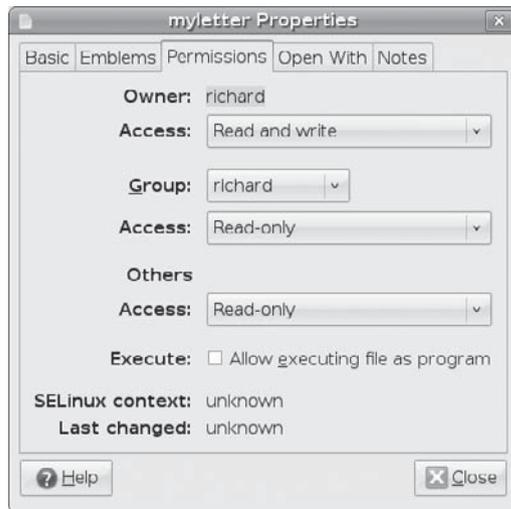 myletter Properties
Basic Emblems Permissions Open With Notes
Owner: richard
Access: Read and write
Group: richard
Access: Read-only
Others
Access: Read-only
Execute: Allow executing file as program
SELinux context: unknown
Last changed: unknown
Help Close